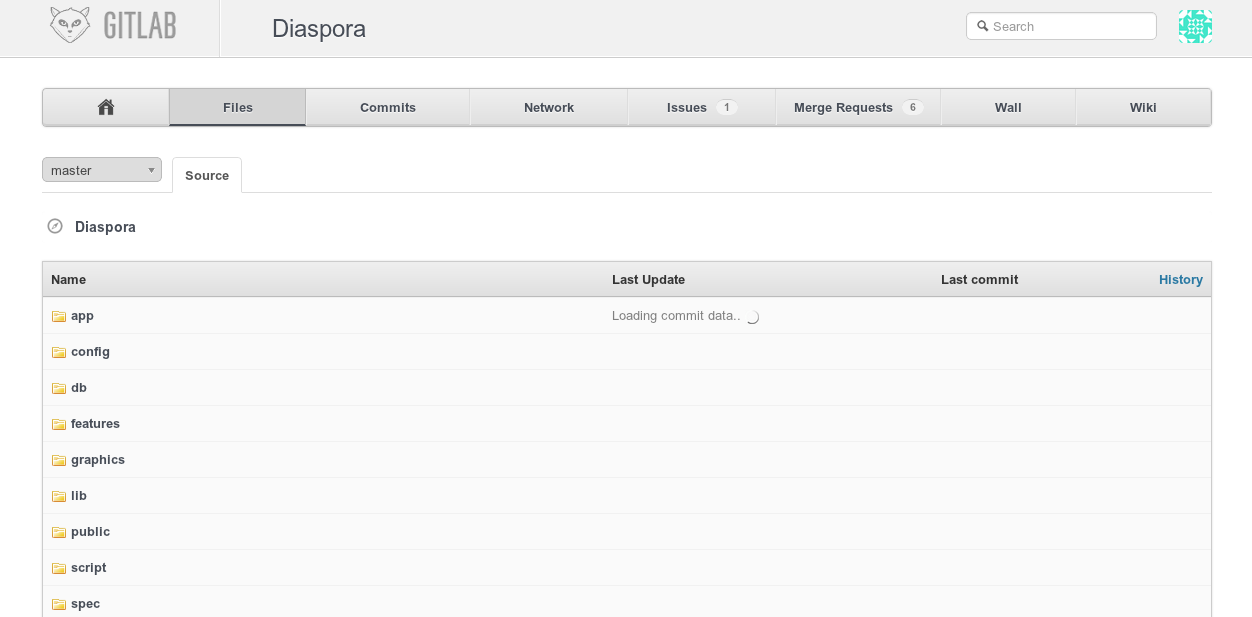 GITLAB
Diaspora
Search
Files
Commits
Network
Issues 1
Merge Requests 6
Wall
Wiki
master
Source
Diaspora
Name
Last Update
Last commit
History
app
Loading commit data..
config
db
features
graphics
lib
public
script
spec